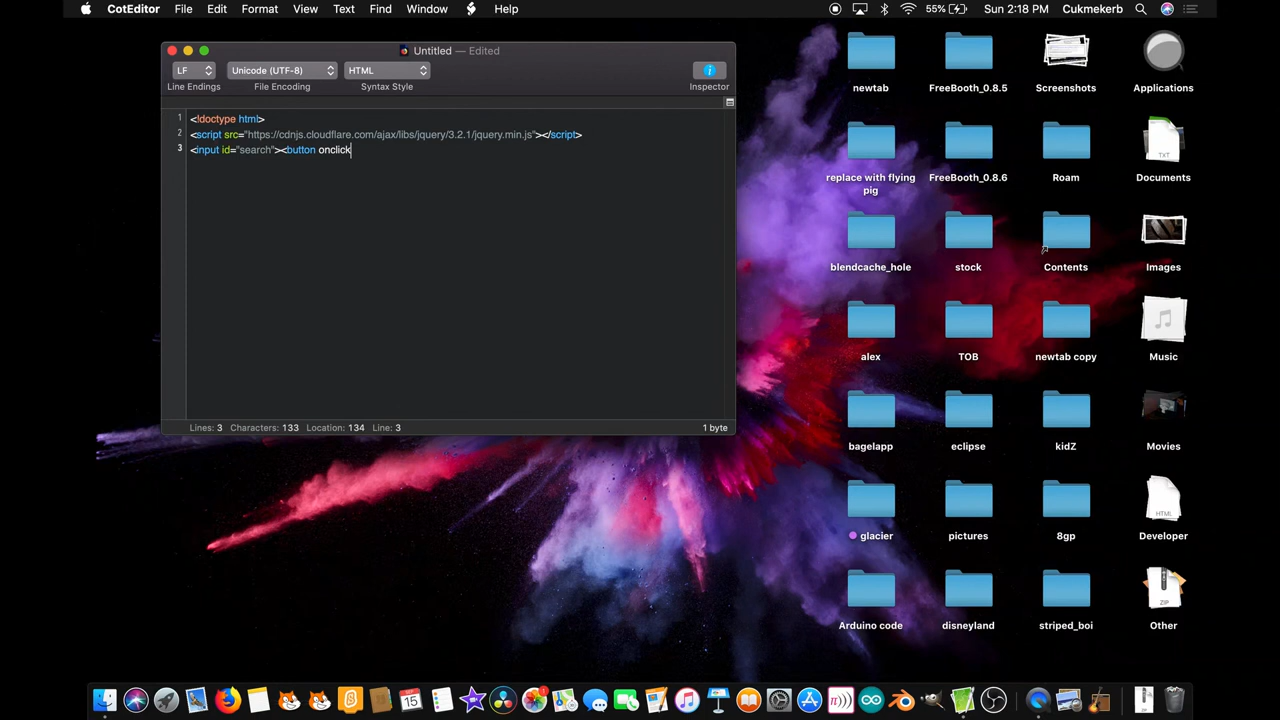 CotEditor File Edit Format View Text Find Window Help 55% Sun 2:18 PM Cukmekerb
Untitled — Edited
LF Unicode (UTF-8) HTML
Line Endings File Encoding Syntax Style Inspector
1 <!doctype html>
2 <script src="https://cdnjs.cloudflare.com/ajax/libs/jquery/3.2.1/jquery.min.js"></script>
3 <input id="search"><button onclick
Lines: 3 Characters: 133 Location: 134 Line: 3 1 byte
newtab FreeBooth_0.8.5 Screenshots Applications
TXT
replace with flying pig FreeBooth_0.8.6 Roam Documents
blendcache_hole stock Contents Images
alex TOB newtab copy Music
bagelapp eclipse kidZ Movies
HTML
glacier pictures 8gp Developer
ZIP
Arduino code disneyland striped_boi Other
15